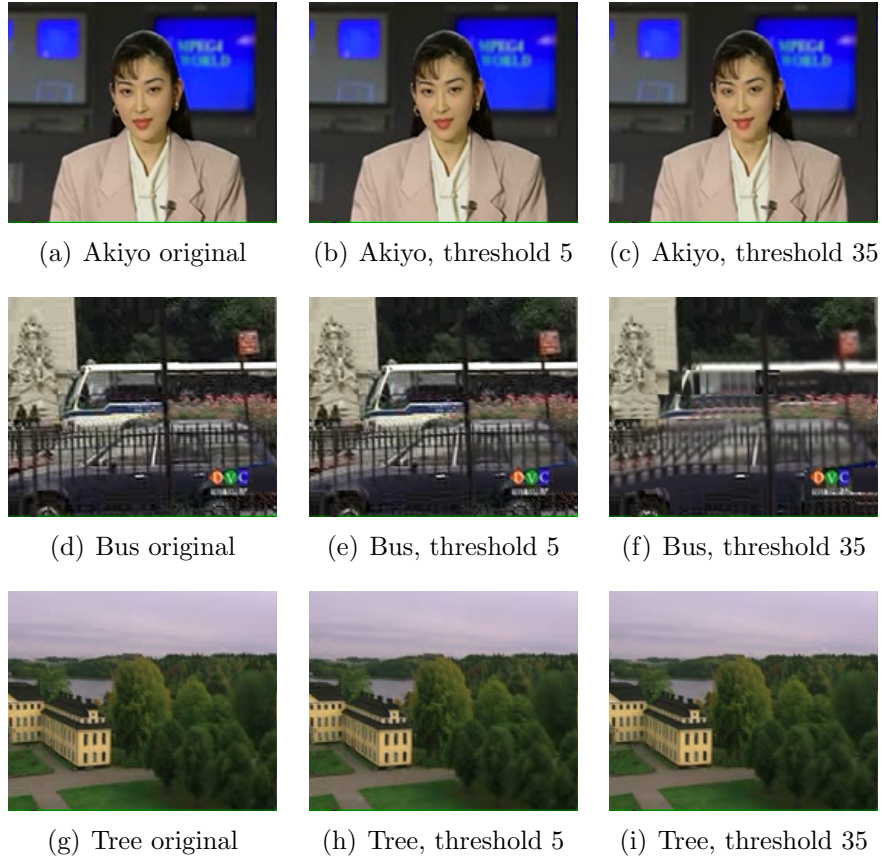 MPEG4
WORLD
MPEG4
WORLD
MPEG4
WORLD
(a) Akiyo original
(b) Akiyo, threshold 5
(c) Akiyo, threshold 35
DVC
DVC
DVC
(d) Bus original
(e) Bus, threshold 5
(f) Bus, threshold 35
(g) Tree original
(h) Tree, threshold 5
(i) Tree, threshold 35